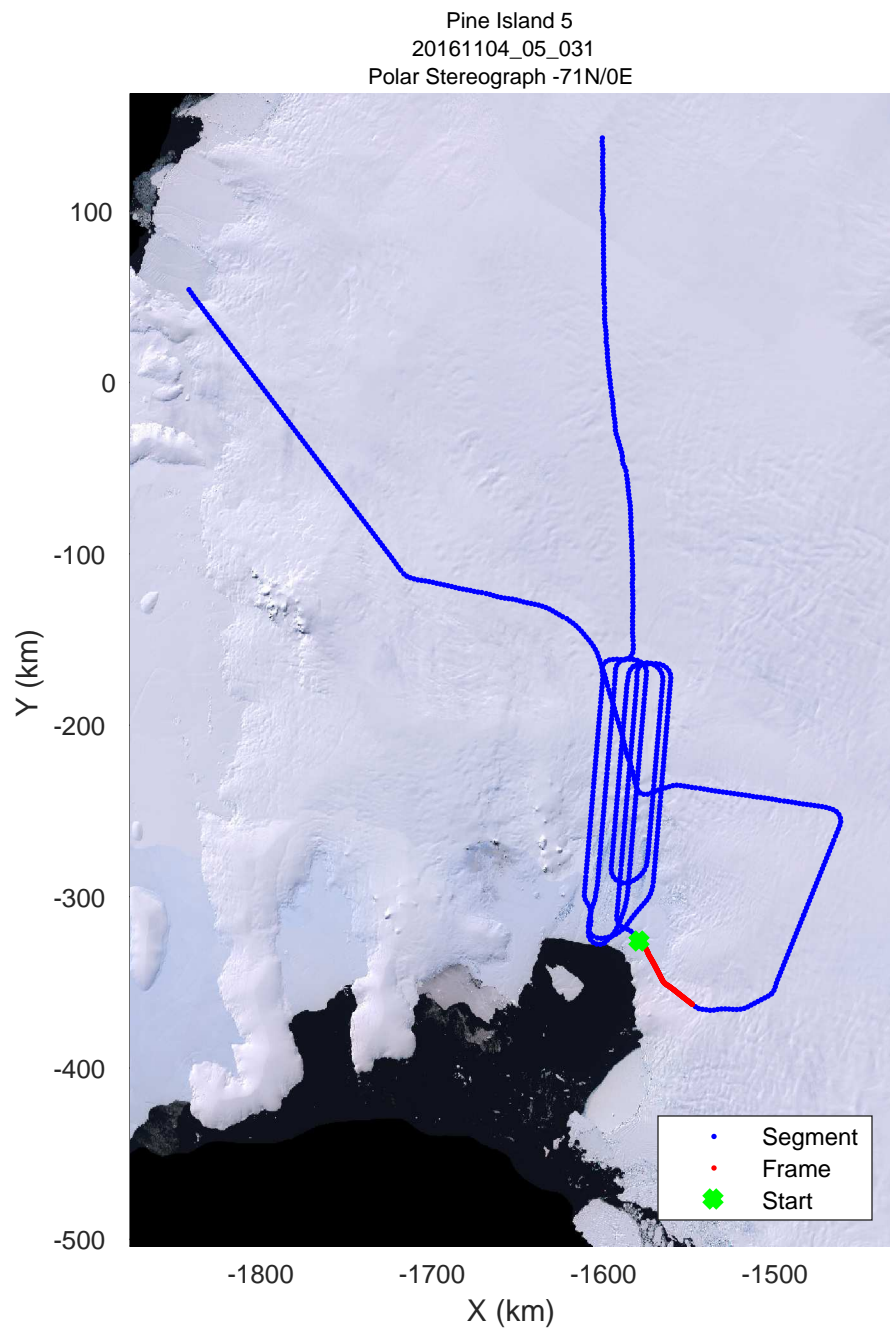 Pine Island 5
20161104_05_031
Polar Stereograph -71N/0E
100
0
-100
-200
-300
-400
-500
Y (km)
-1800
-1700
-1600
-1500
X (km)
Segment
Frame
Start